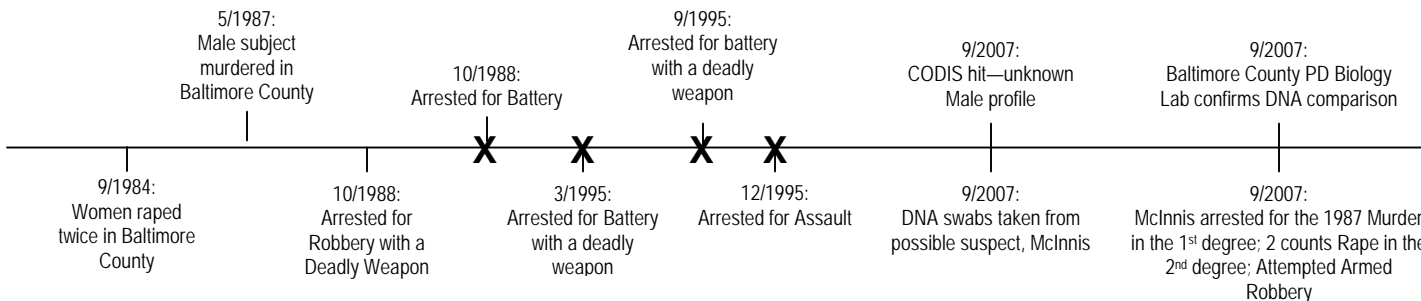 5/1987:
Male subject
murdered in
Baltimore County
10/1988:
Arrested for Battery
9/1995:
Arrested for battery
with a deadly
weapon
9/2007:
CODIS hit—unknown
Male profile
9/2007:
Baltimore County PD Biology
Lab confirms DNA comparison
X X X X
9/1984:
Women raped
twice in Baltimore
County
10/1988:
Arrested for
Robbery with a
Deadly Weapon
3/1995:
Arrested for Battery
with a deadly
weapon
12/1995:
Arrested for Assault
9/2007:
DNA swabs taken from
possible suspect, McInnis
9/2007:
McInnis arrested for the 1987 Murder
in the 1st degree; 2 counts Rape in the
2nd degree; Attempted Armed
Robbery